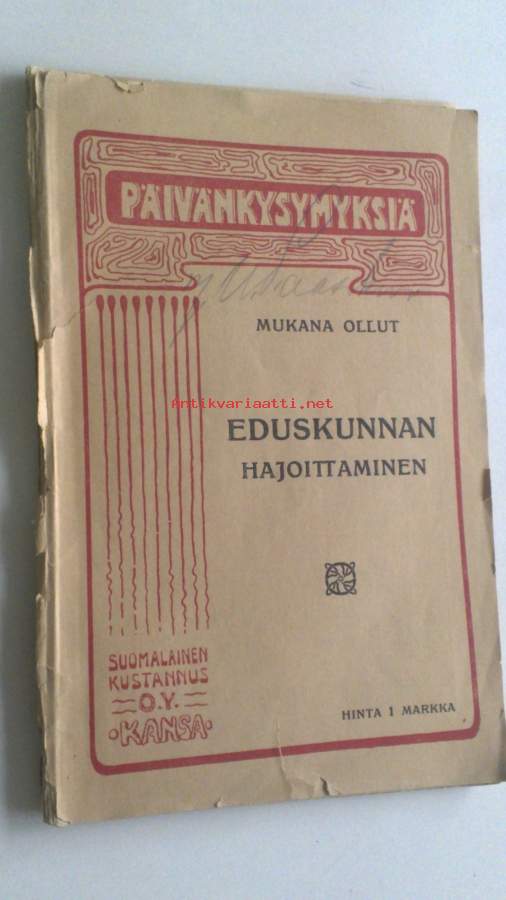 PÄIVÄNKYSYMYKSIÄ
MUKANA OLLUT
Antikvariaatti.net
EDUSKUNNAN
HAJOITTAMINEN
SUOMALAINEN
KUSTANNUS
O.Y.
KANSA
HINTA 1 MARKKA